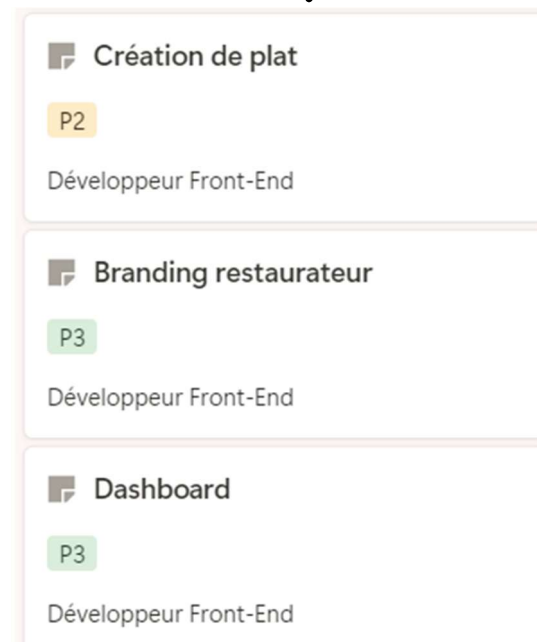 Création de plat
P2
Développeur Front-End
Branding restaurateur
P3
Développeur Front-End
Dashboard
P3
Développeur Front-End